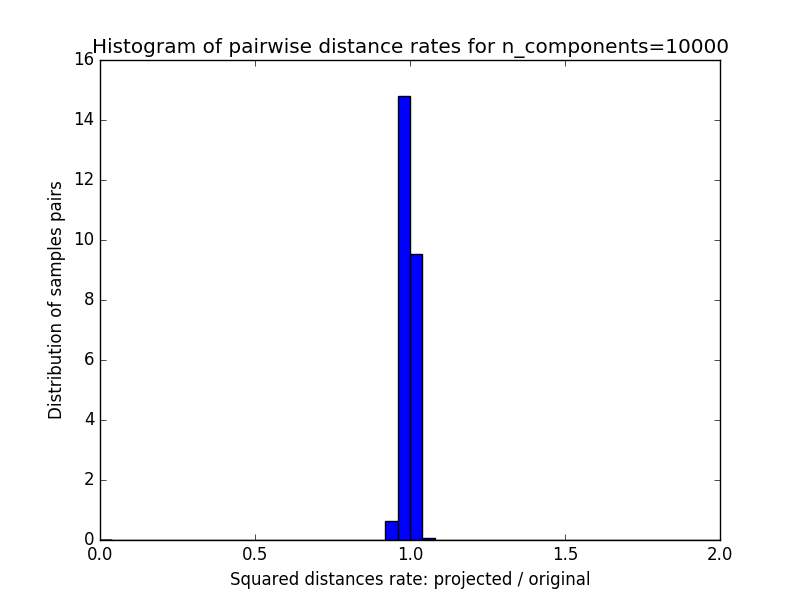 Histogram of pairwise distance rates for n_components=10000
16
14
12
10
8
6
4
2
0
Distribution of samples pairs
0.0 0.5 1.0 1.5 2.0
Squared distances rate: projected / original